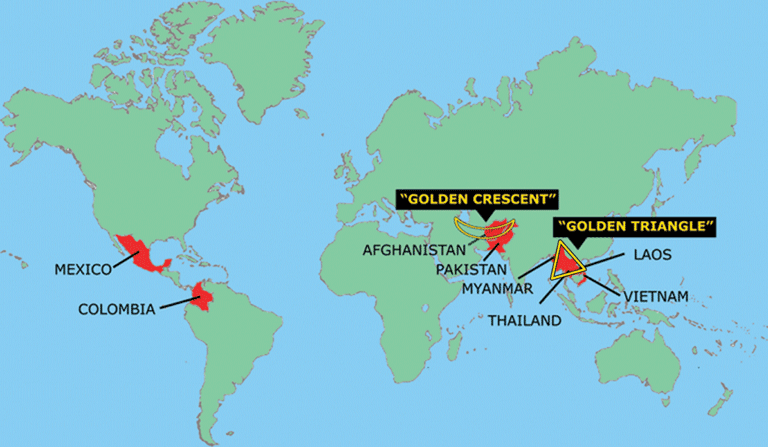 “GOLDEN CRESCENT”
“GOLDEN TRIANGLE”
AFGHANISTAN
LAOS
MEXICO
PAKISTAN
MYANMAR
VIETNAM
COLOMBIA
THAILAND